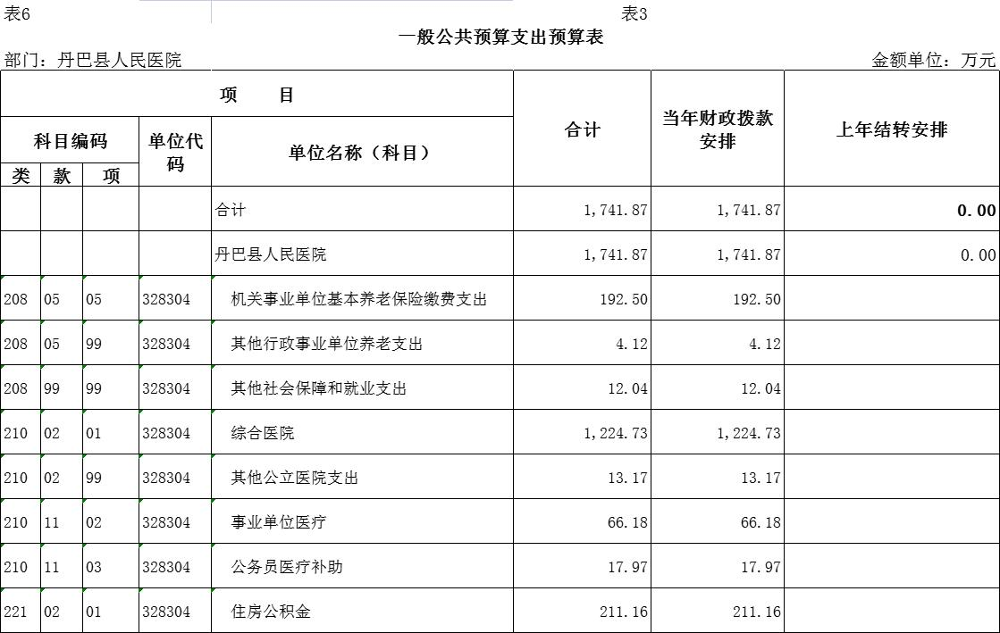 表6 表3
一般公共预算支出预算表
部门：丹巴县人民医院 金额单位：万元
项 目 合计 当年财政拨款安排 上年结转安排
科目编码 单位代码 单位名称（科目）
类 款 项
合计 1,741.87 1,741.87 0.00
丹巴县人民医院 1,741.87 1,741.87 0.00
208 05 05 328304 机关事业单位基本养老保险缴费支出 192.50 192.50
208 05 99 328304 其他行政事业单位养老支出 4.12 4.12
208 99 99 328304 其他社会保障和就业支出 12.04 12.04
210 02 01 328304 综合医院 1,224.73 1,224.73
210 02 99 328304 其他公立医院支出 13.17 13.17
210 11 02 328304 事业单位医疗 66.18 66.18
210 11 03 328304 公务员医疗补助 17.97 17.97
221 02 01 328304 住房公积金 211.16 211.16